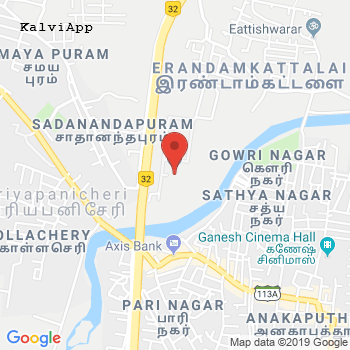 KalviApp
32
Eattishwarar
MAYA PURAM
சமய
புரம்
ERANDAMKATTALAI
இரண்டாம்கட்டளை
SADANANDAPURAM
சாதானந்தபுரம்
GOWRI NAGAR
கௌரி
நகர்
32
riyapanicheri
ரியபனிசேரி
SATHYA NAGAR
சத்ய
நகர்
OLLACHERY
காள்ளசெரி
Axis Bank
Ganesh Cinema Hall
கணேஷ்
சினிமாஸ்
113A
PARI NAGAR
பாரி
நகர்
ANAKAPUTH
அனகாபுத்
Google
Map data ©2019 Google